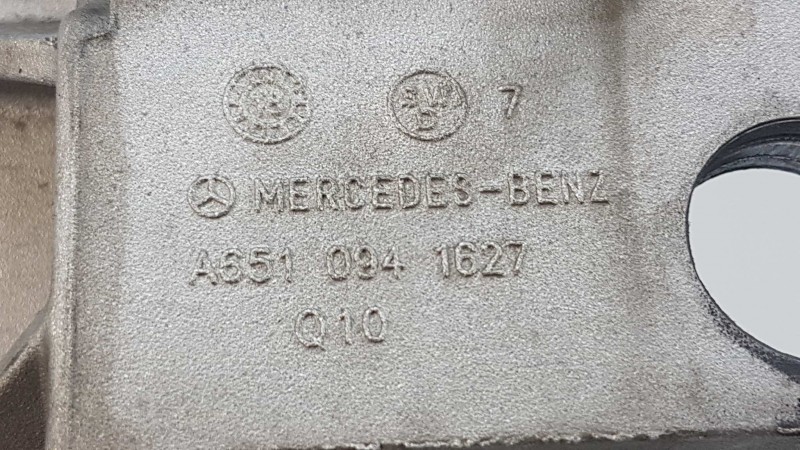 7
MERCEDES-BENZ
A651 094 1627
Q10